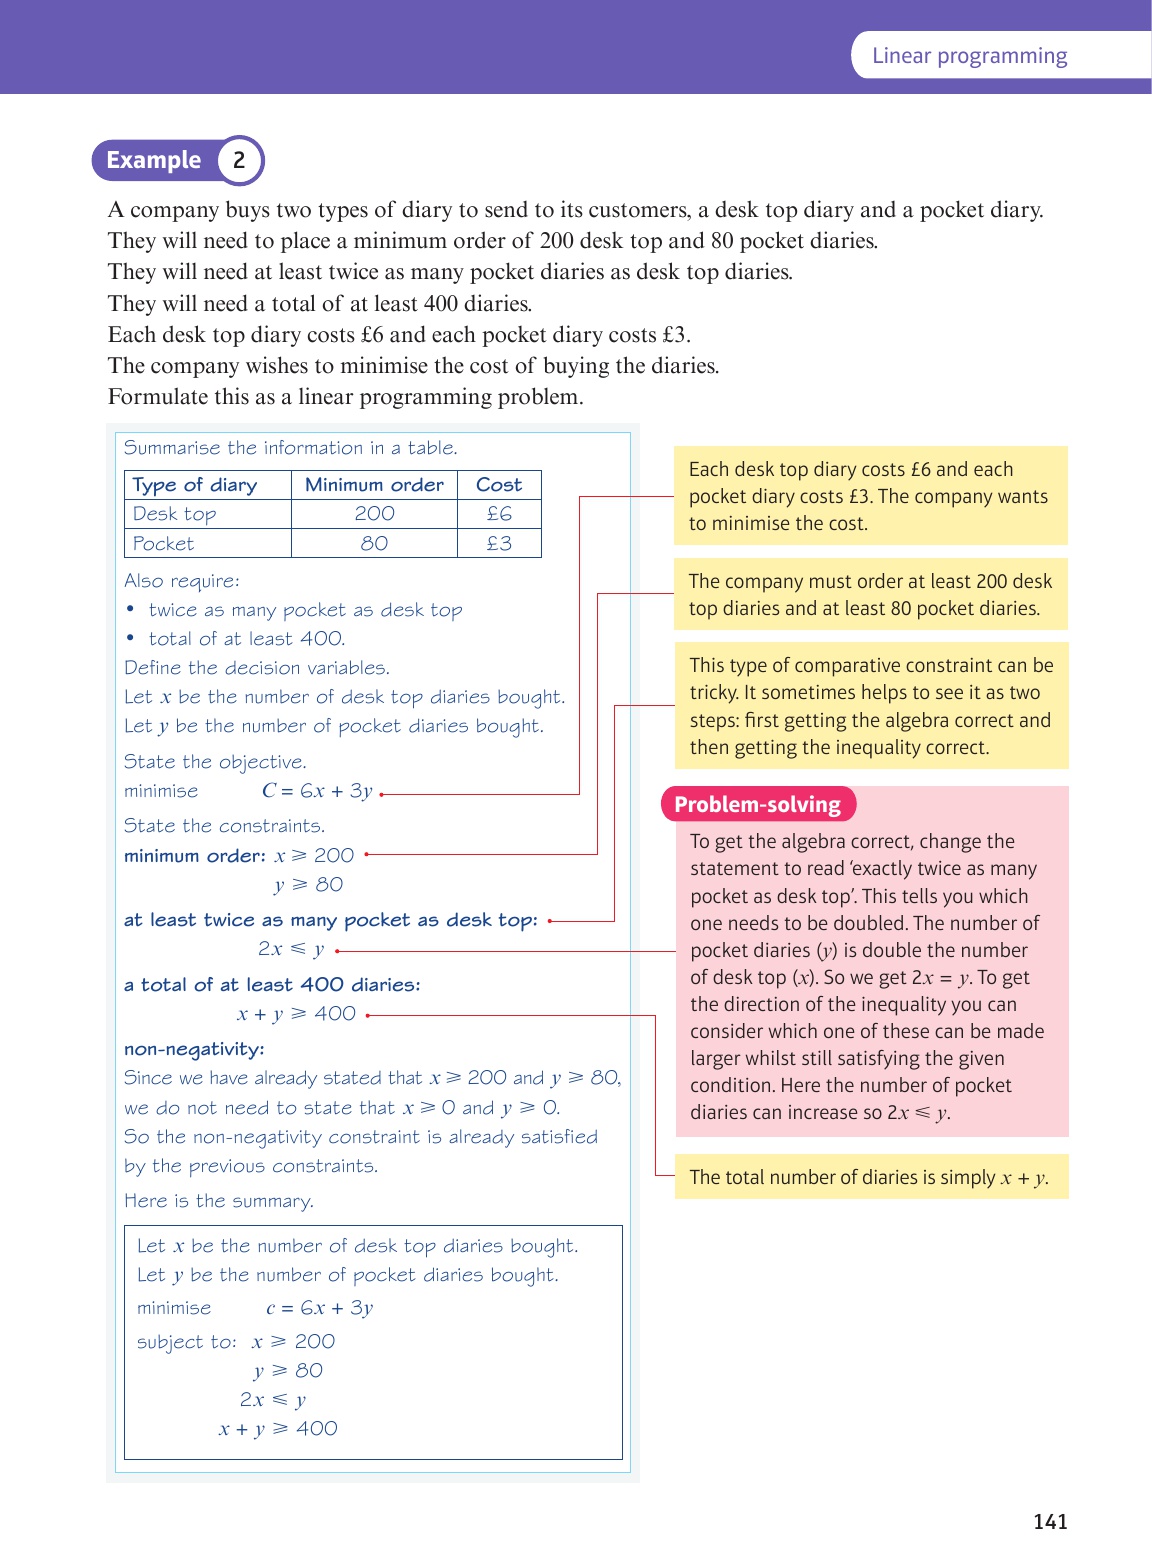 Linear programming
Example 2
A company buys two types of diary to send to its customers, a desk top diary and a pocket diary.
They will need to place a minimum order of 200 desk top and 80 pocket diaries.
They will need at least twice as many pocket diaries as desk top diaries.
They will need a total of at least 400 diaries.
Each desk top diary costs £6 and each pocket diary costs £3.
The company wishes to minimise the cost of buying the diaries.
Formulate this as a linear programming problem.
Summarise the information in a table.
Type of diary Minimum order Cost
Desk top 200 £6
Pocket 80 £3
Also require:
• twice as many pocket as desk top
• total of at least 400.
Define the decision variables.
Let x be the number of desk top diaries bought.
Let y be the number of pocket diaries bought.
State the objective.
minimise C = 6x + 3y
State the constraints.
minimum order: x ⩾ 200
y ⩾ 80
at least twice as many pocket as desk top:
2x ⩽ y
a total of at least 400 diaries:
x + y ⩾ 400
non-negativity:
Since we have already stated that x ⩾ 200 and y ⩾ 80,
we do not need to state that x ⩾ 0 and y ⩾ 0.
So the non-negativity constraint is already satisfied
by the previous constraints.
Here is the summary.
Let x be the number of desk top diaries bought.
Let y be the number of pocket diaries bought.
minimise c = 6x + 3y
subject to: x ⩾ 200
y ⩾ 80
2x ⩽ y
x + y ⩾ 400
Each desk top diary costs £6 and each
pocket diary costs £3. The company wants
to minimise the cost.
The company must order at least 200 desk
top diaries and at least 80 pocket diaries.
This type of comparative constraint can be
tricky. It sometimes helps to see it as two
steps: first getting the algebra correct and
then getting the inequality correct.
Problem-solving
To get the algebra correct, change the
statement to read ‘exactly twice as many
pocket as desk top’. This tells you which
one needs to be doubled. The number of
pocket diaries (y) is double the number
of desk top (x). So we get 2x = y. To get
the direction of the inequality you can
consider which one of these can be made
larger whilst still satisfying the given
condition. Here the number of pocket
diaries can increase so 2x ⩽ y.
The total number of diaries is simply x + y.
141